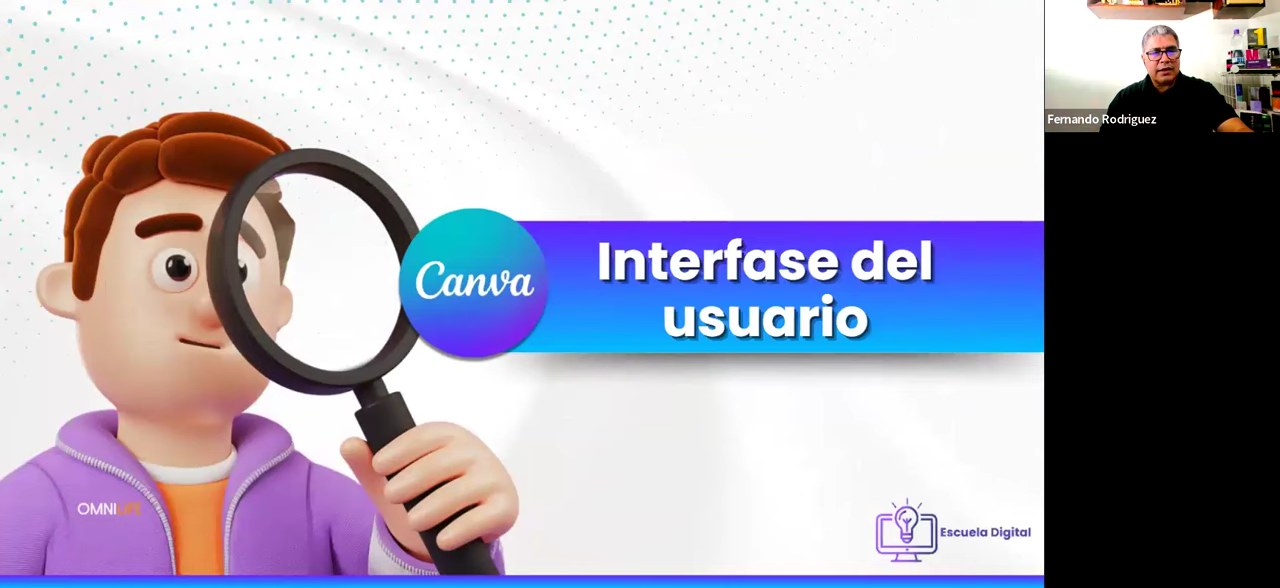 Canva
Interfase del
usuario
OMNILIFE
Escuela Digital
Fernando Rodriguez